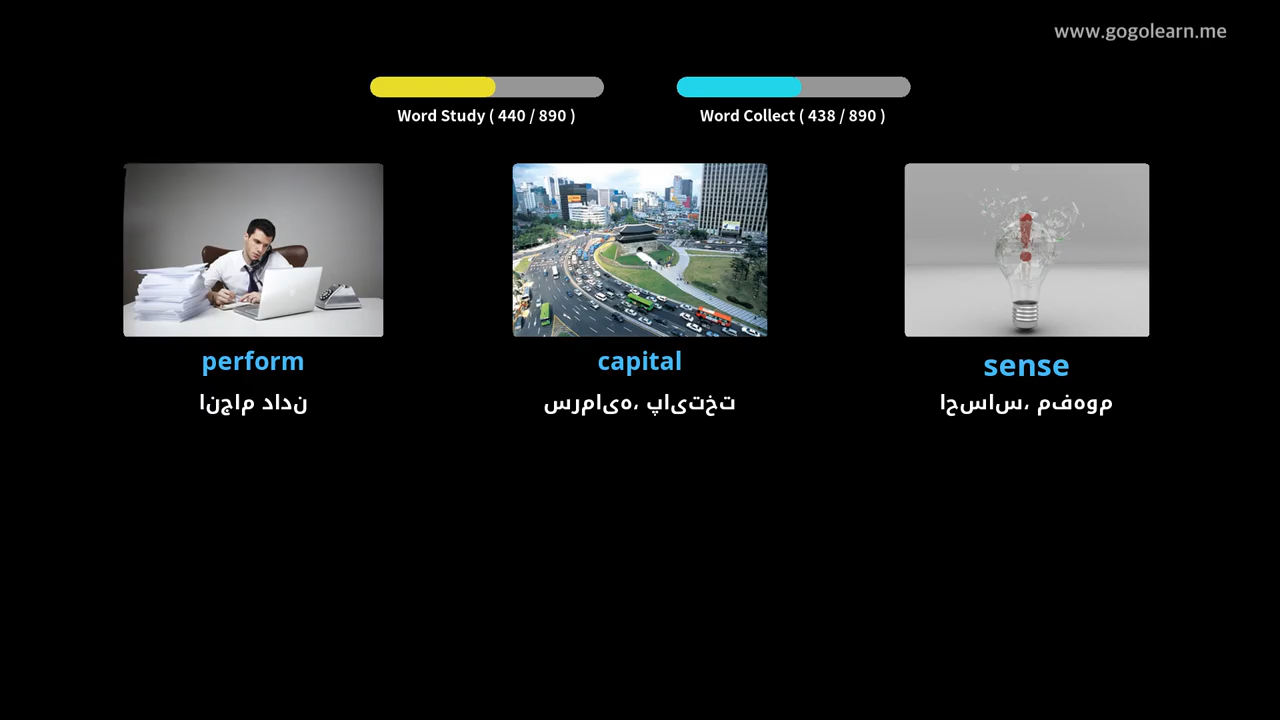 www.gogolearn.me
Word Study ( 440 / 890 )
Word Collect ( 438 / 890 )
perform
انجام دادن
capital
سرمایه، پایتخت
sense
احساس، مفهوم